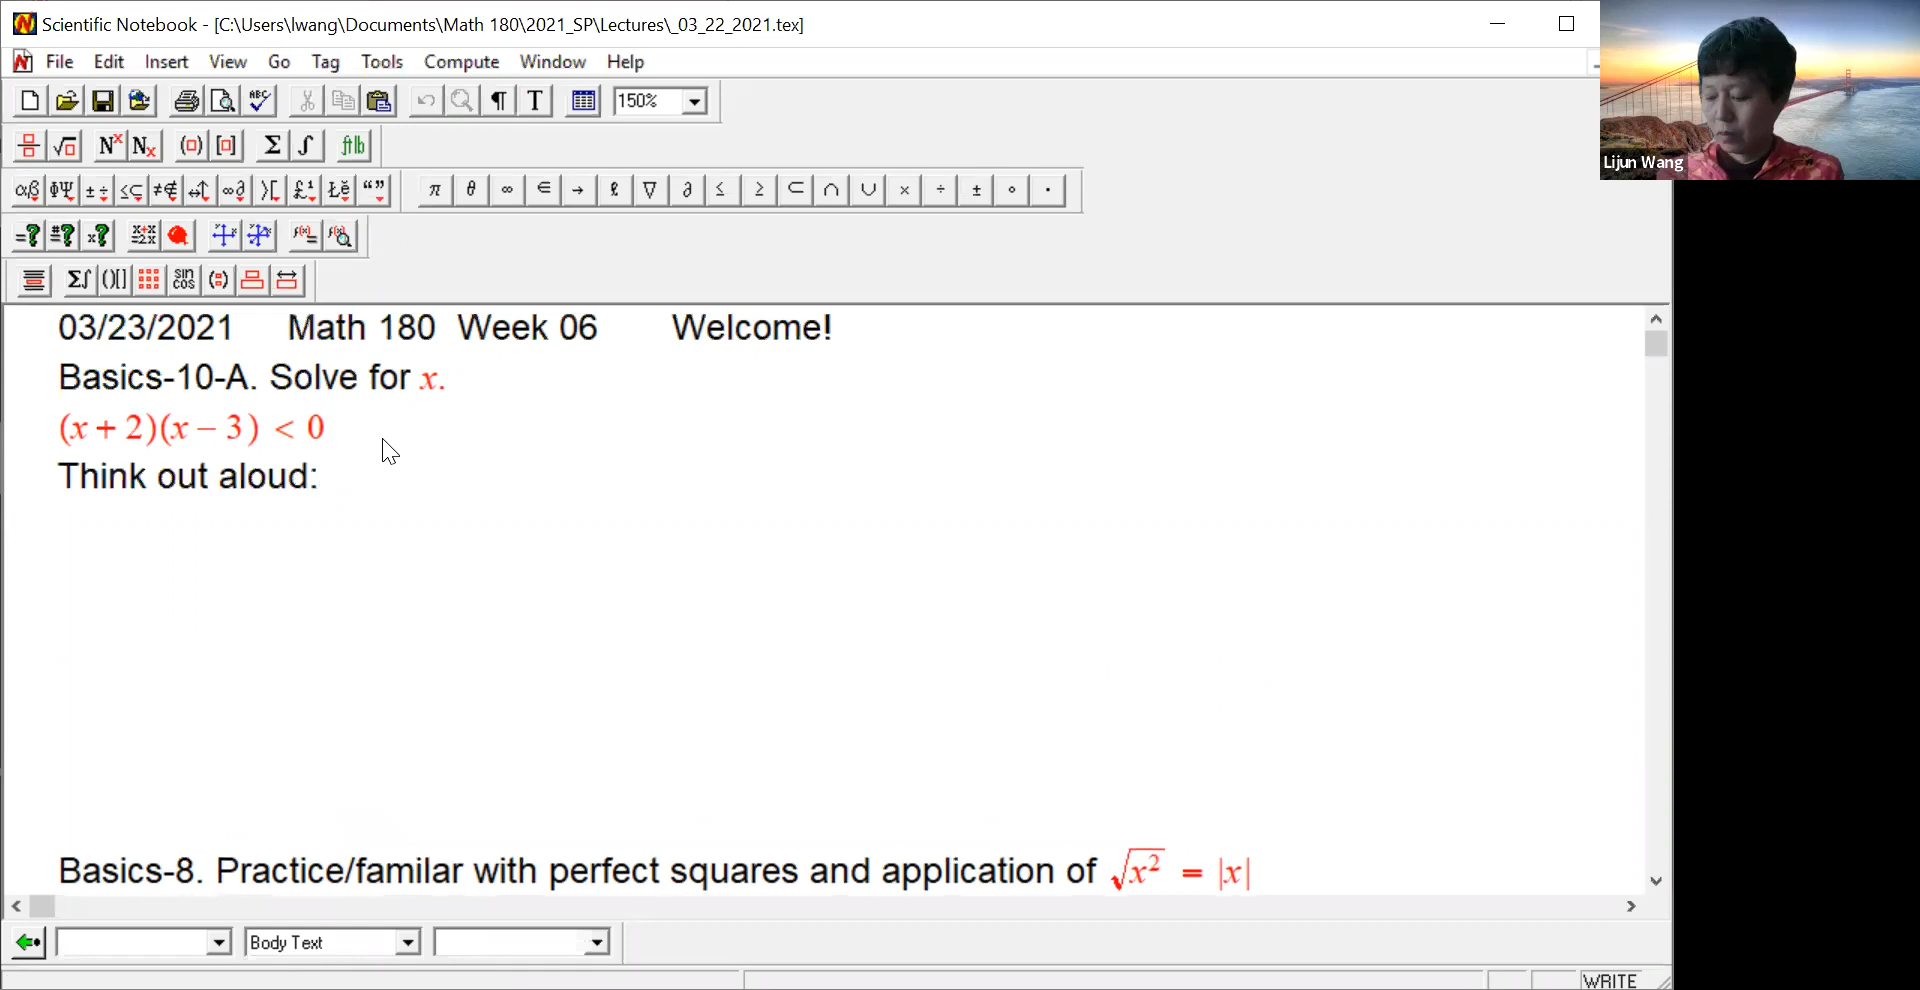 Scientific Notebook - [C:\Users\lwang\Documents\Math 180\2021_SP\Lectures\_03_22_2021.tex]
File Edit Insert View Go Tag Tools Compute Window Help
150%
Lijun Wang
03/23/2021 Math 180 Week 06 Welcome!
Basics-10-A. Solve for x.
(x + 2)(x − 3) < 0
Think out aloud:
Basics-8. Practice/familar with perfect squares and application of √x² = |x|
Body Text
WRITE